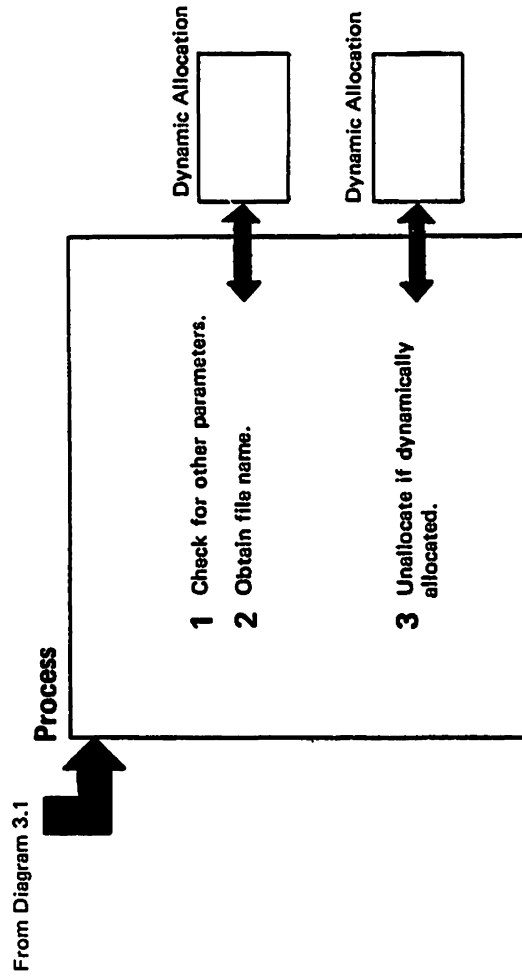 From Diagram 3.1
Process
1 Check for other parameters.
2 Obtain file name.
Dynamic Allocation
3 Unallocate if dynamically
allocated.
Dynamic Allocation